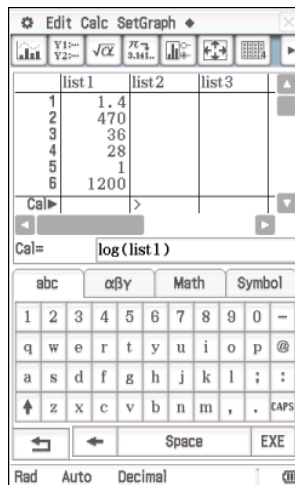 Edit Calc SetGraph ◆
Y1:··· Y2:··· √α
list1 list2 list3
1 1.4
2 470
3 36
4 28
5 1
6 1200
Cal▶ >
Cal= log(list1)
abc αβγ Math Symbol
1 2 3 4 5 6 7 8 9 0 −
q w e r t y u i o p @
a s d f g h j k l ; :
z x c v b n m , . CAPS
Space EXE
Rad Auto Decimal